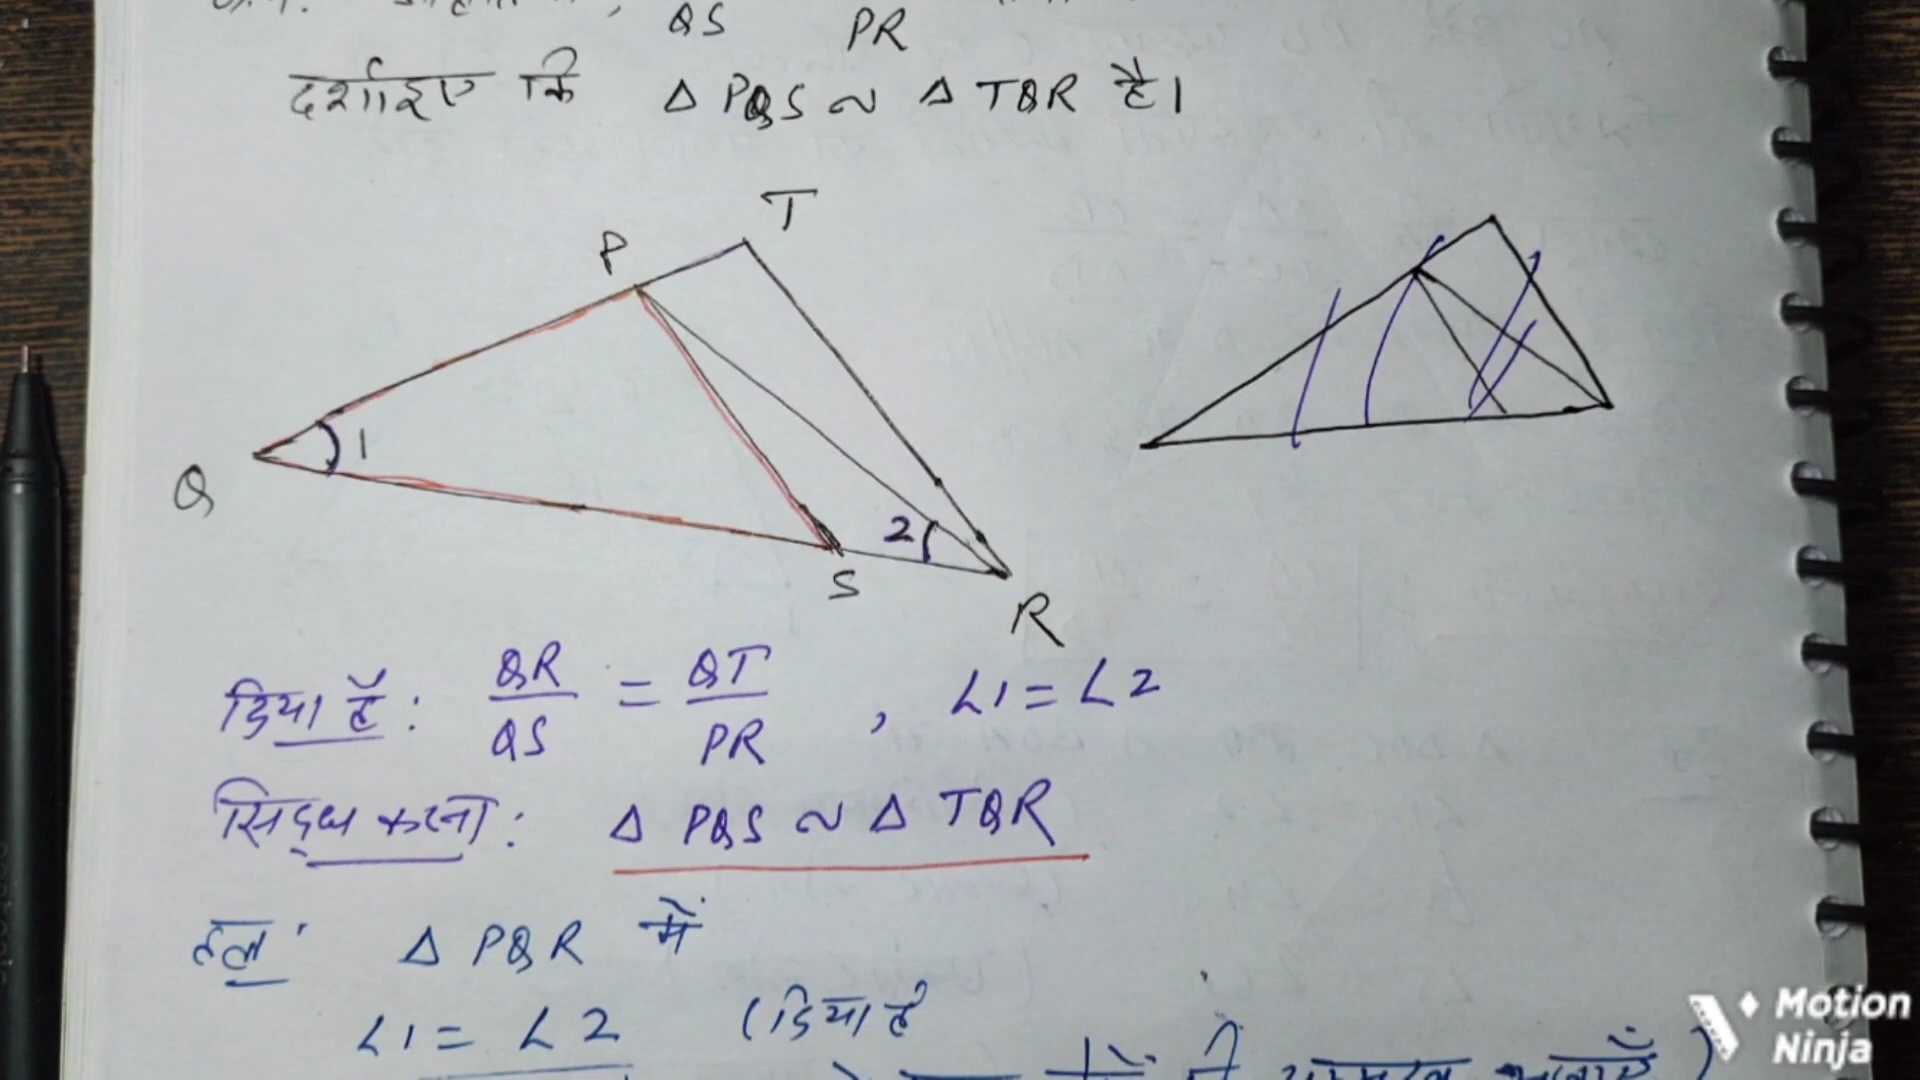 QS PR
दर्शाइए कि Δ PQS ~ Δ TQR है।
T
P
Q
1
2
S
R
दिया है : QR/QS = QT/PR , ∠1 = ∠2
सिद्ध करना : Δ PQS ~ Δ TQR
हल: Δ PQR में
∠1 = ∠2 (दिया है
Motion
Ninja